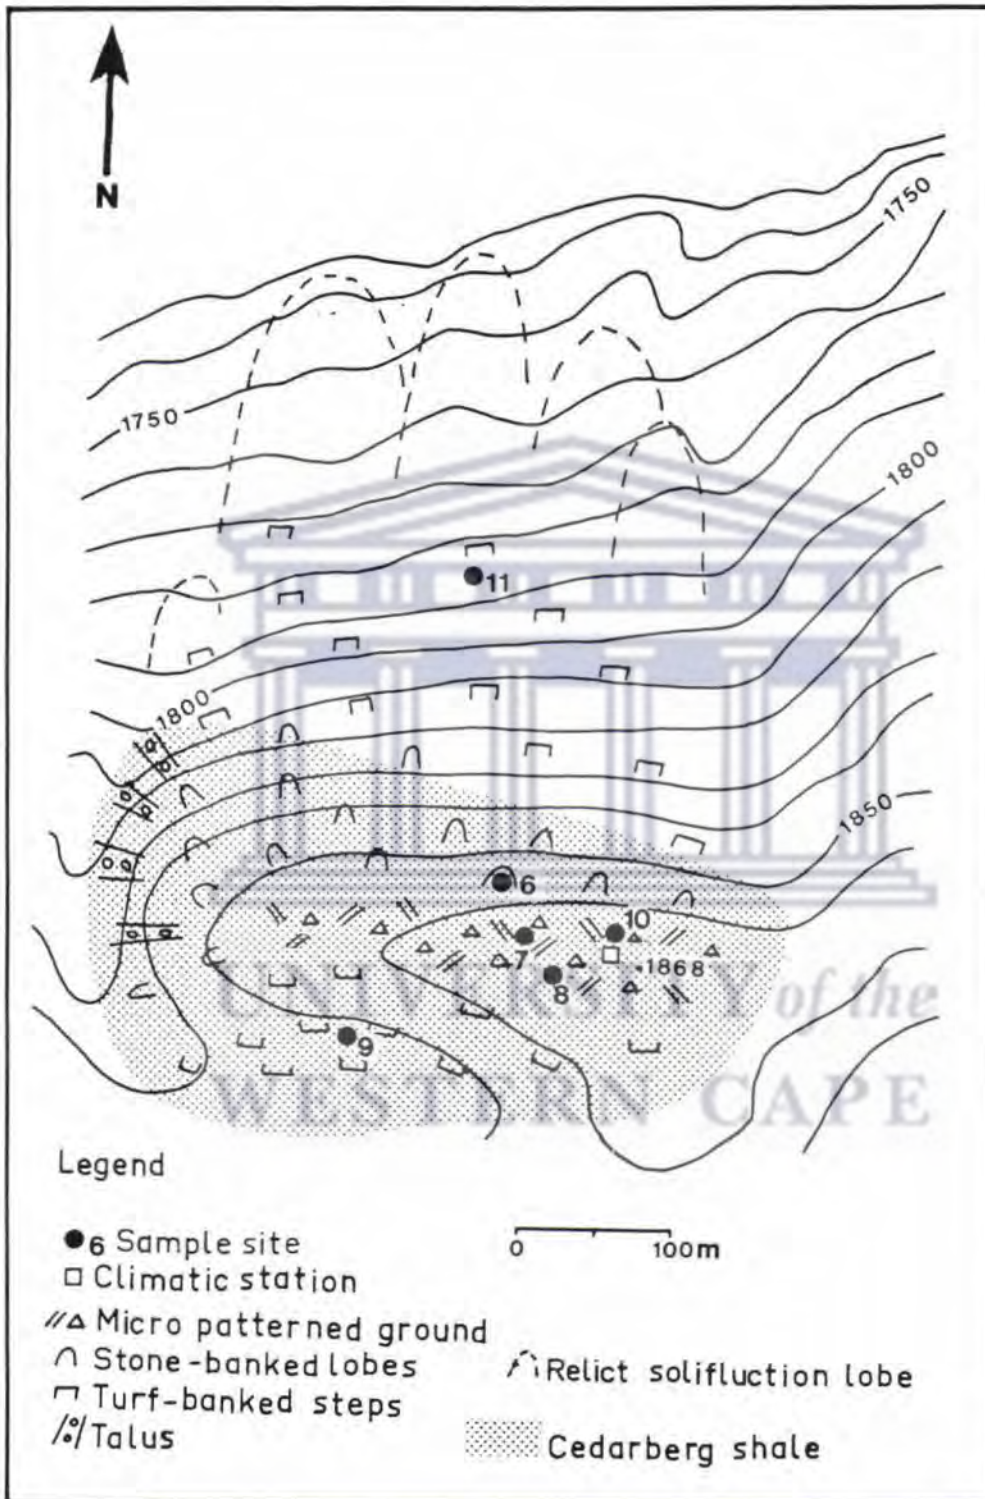 N
1750
1750
1800
11
1800
1850
6
10
7
1868
8
9
UNIVERSITY of the
WESTERN CAPE
Legend
6 Sample site
Climatic station
Micro patterned ground
Stone-banked lobes
Turf-banked steps
Talus
0 100m
Relict solifluction lobe
Cedarberg shale